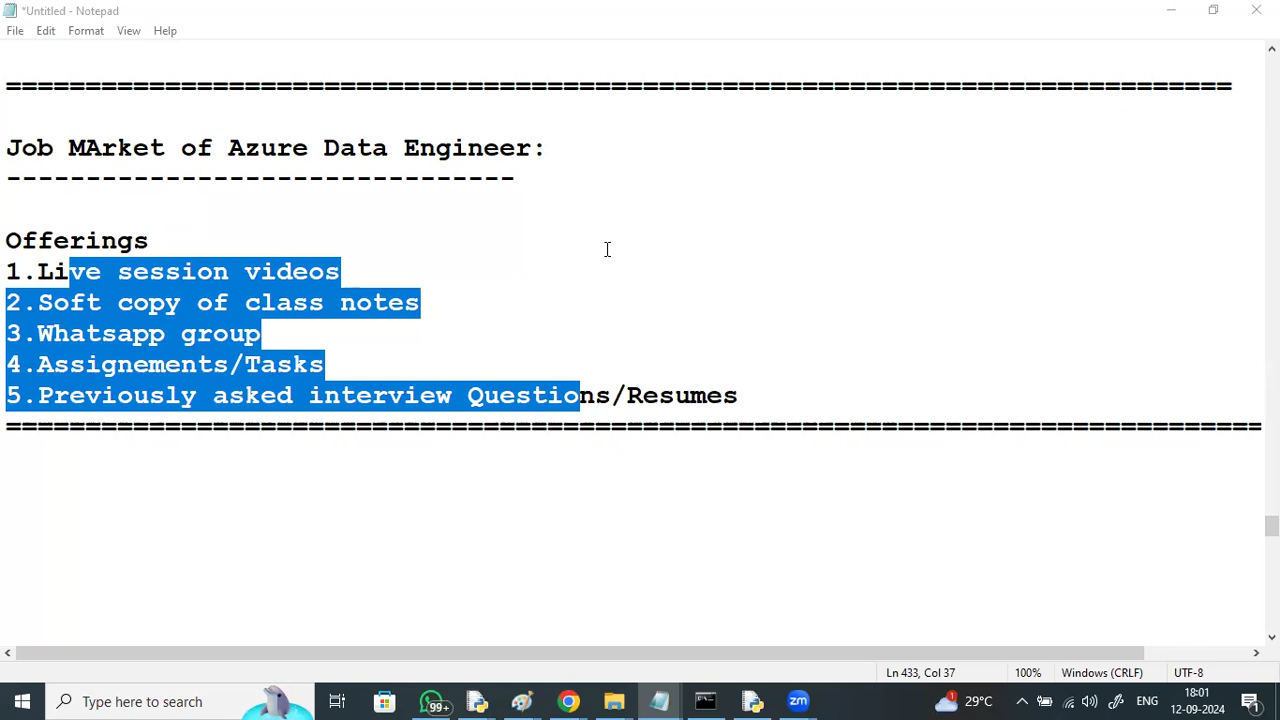 *Untitled - Notepad
File Edit Format View Help
================================================================================
Job MArket of Azure Data Engineer:
--------------------------------
Offerings
1.Live session videos
2.Soft copy of class notes
3.Whatsapp group
4.Assignements/Tasks
5.Previously asked interview Questions/Resumes
================================================================================
Ln 433, Col 37 100% Windows (CRLF) UTF-8
Type here to search 99+ zm 1 29°C ENG 18:01 12-09-2024 1